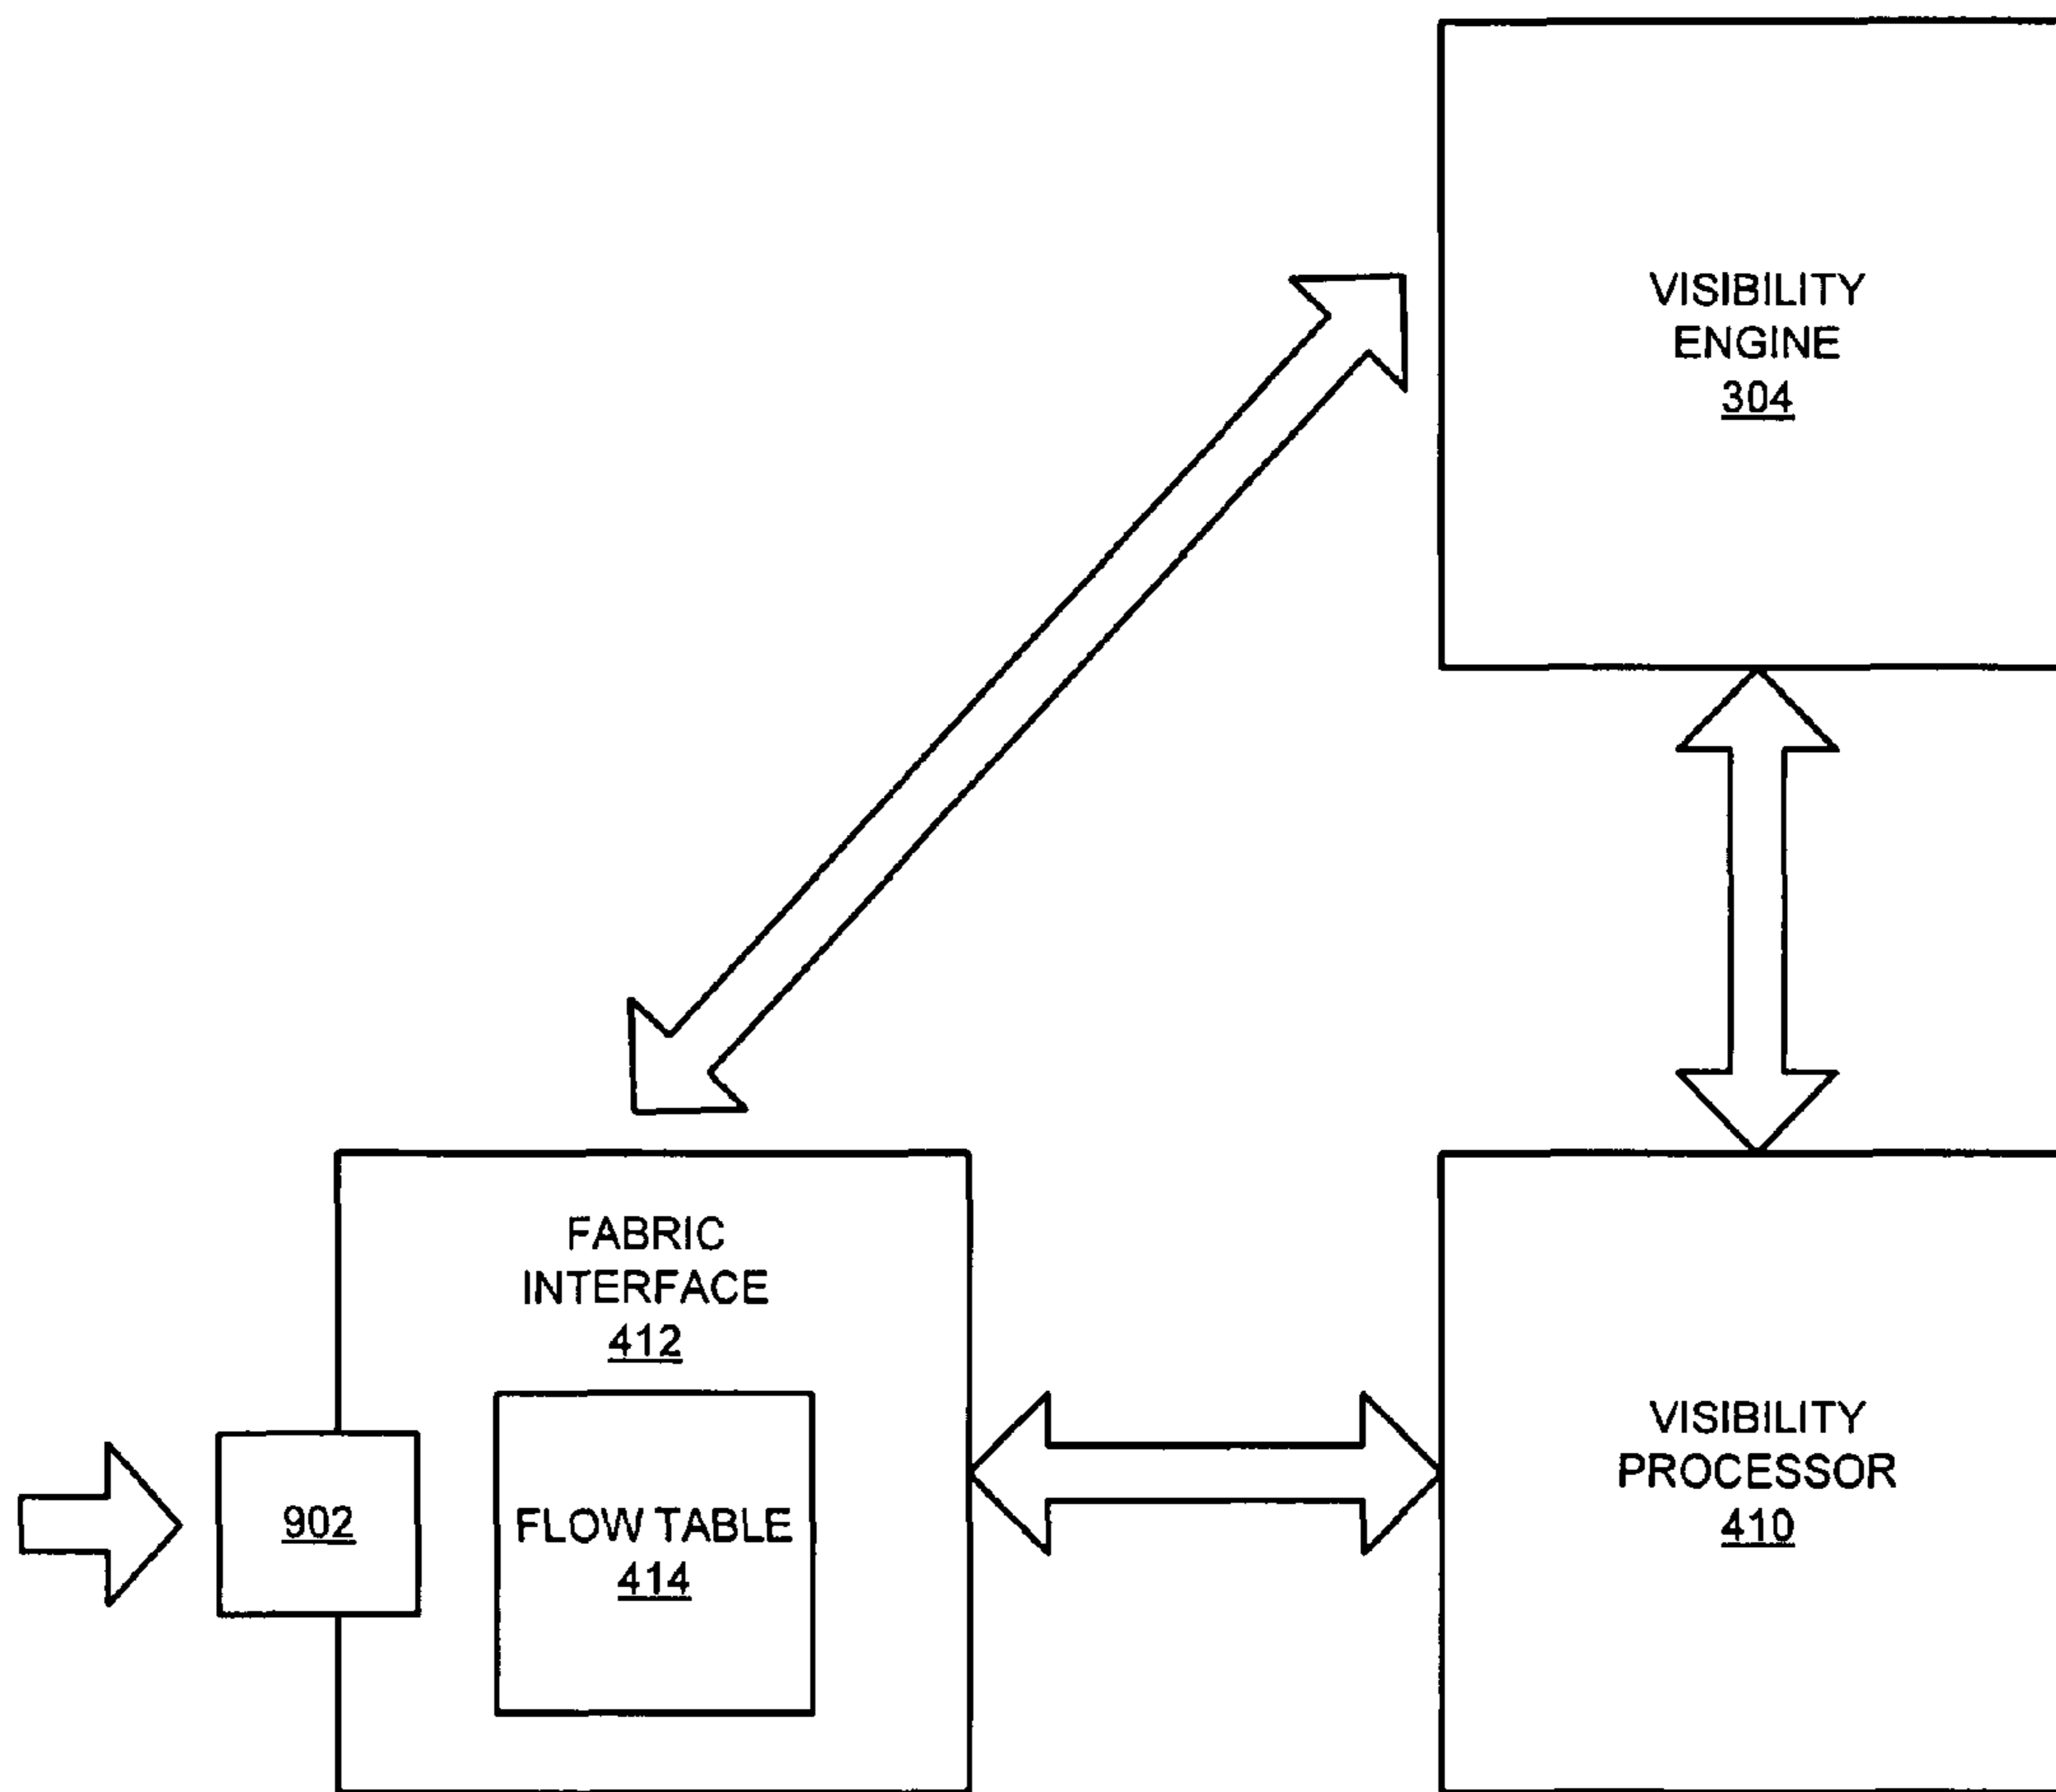 VISIBILITY
ENGINE
304
FABRIC
INTERFACE
412
902
FLOW TABLE
414
VISIBILITY
PROCESSOR
410